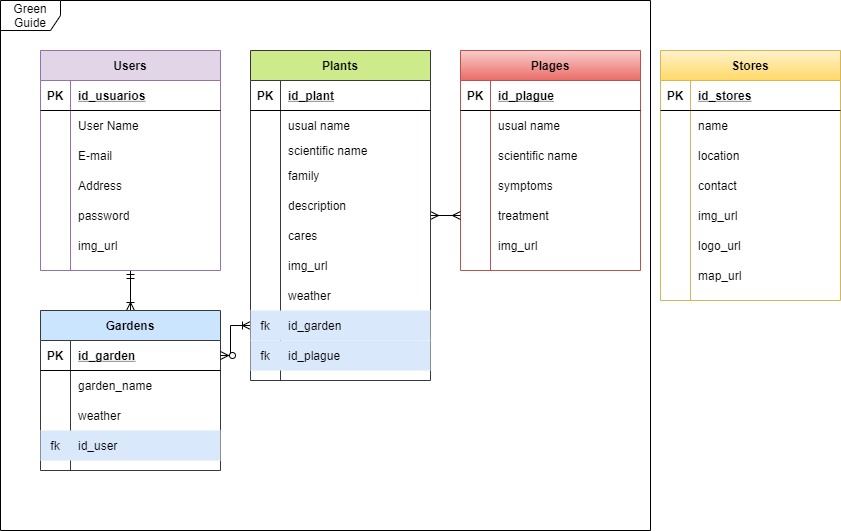 Green
Guide
Users
PK id_usuarios
User Name
E-mail
Address
password
img_url
Plants
PK id_plant
usual name
scientific name
family
description
cares
img_url
weather
fk id_garden
fk id_plague
Plages
PK id_plague
usual name
scientific name
symptoms
treatment
img_url
Stores
PK id_stores
name
location
contact
img_url
logo_url
map_url
Gardens
PK id_garden
garden_name
weather
fk id_user